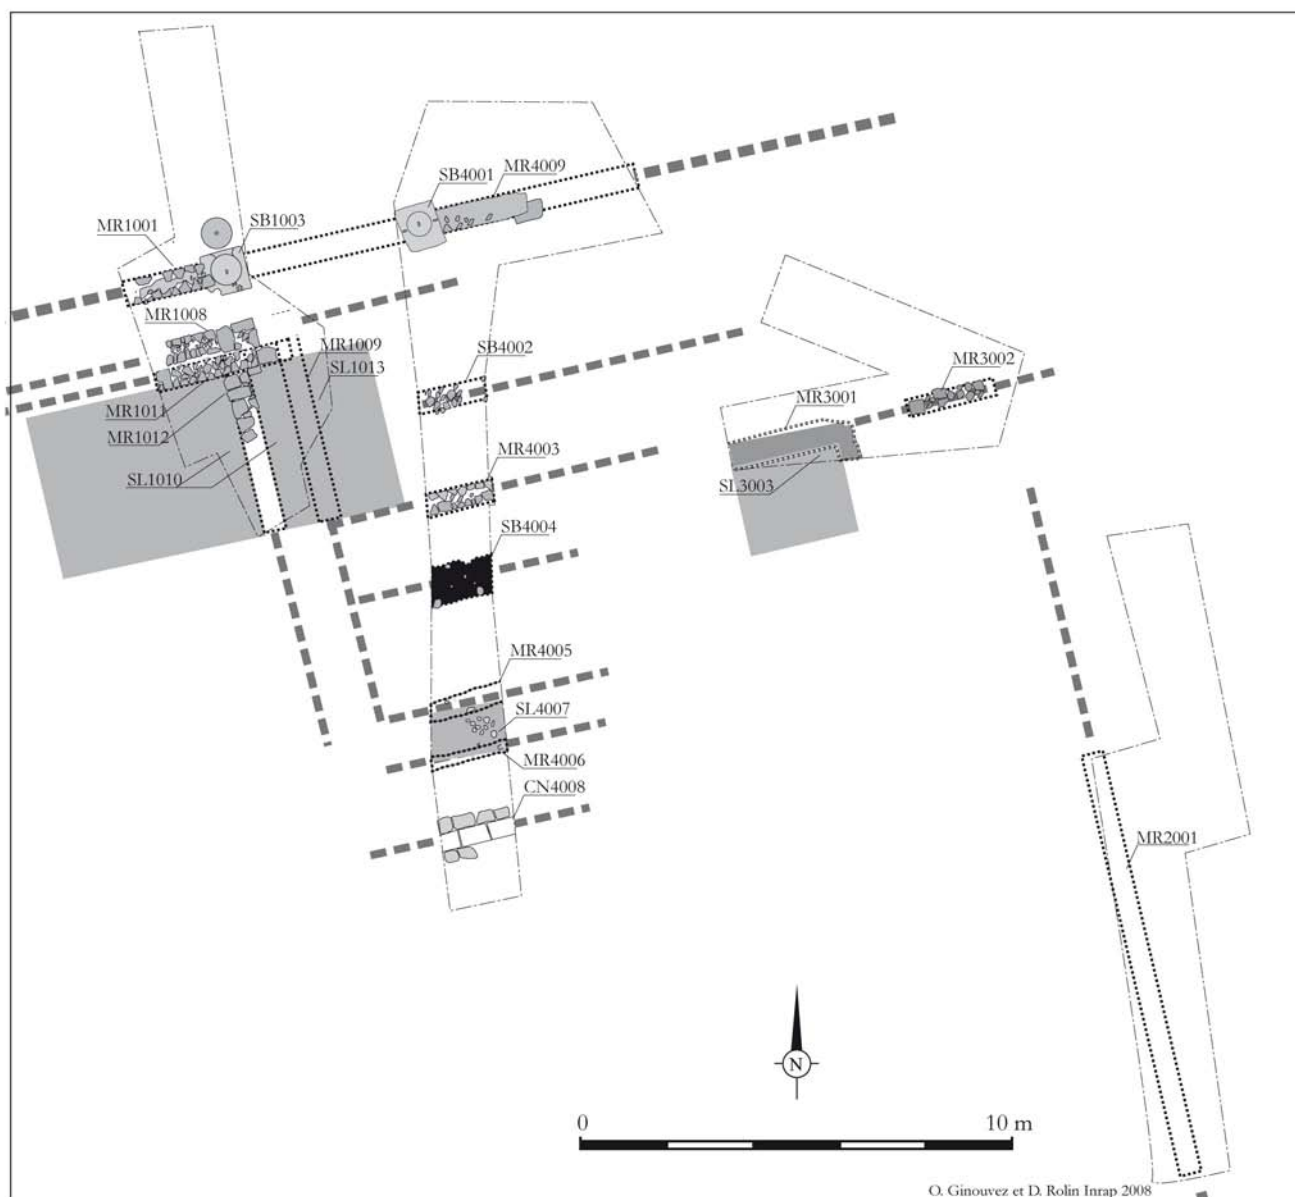 MR4009
SB4001
SB1003
MR1001
MR1008
MR1009
SL1013
SB4002
MR3002
MR3001
MR1011
MR1012
MR4003
SL1010
SL3003
SB4004
MR4005
SL4007
MR4006
CN4008
MR2001
N
0 10 m
O. Ginouvez et D. Rolin Inrap 2008